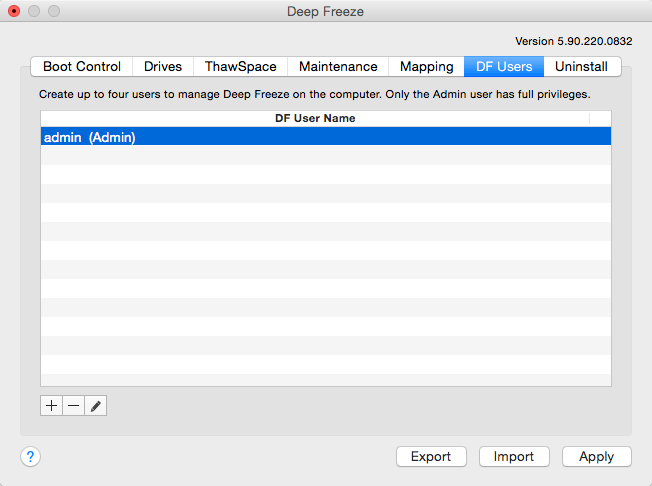 Deep Freeze
Version 5.90.220.0832
Boot Control Drives ThawSpace Maintenance Mapping DF Users Uninstall
Create up to four users to manage Deep Freeze on the computer. Only the Admin user has full privileges.
DF User Name
admin (Admin)
+ −
? Export Import Apply